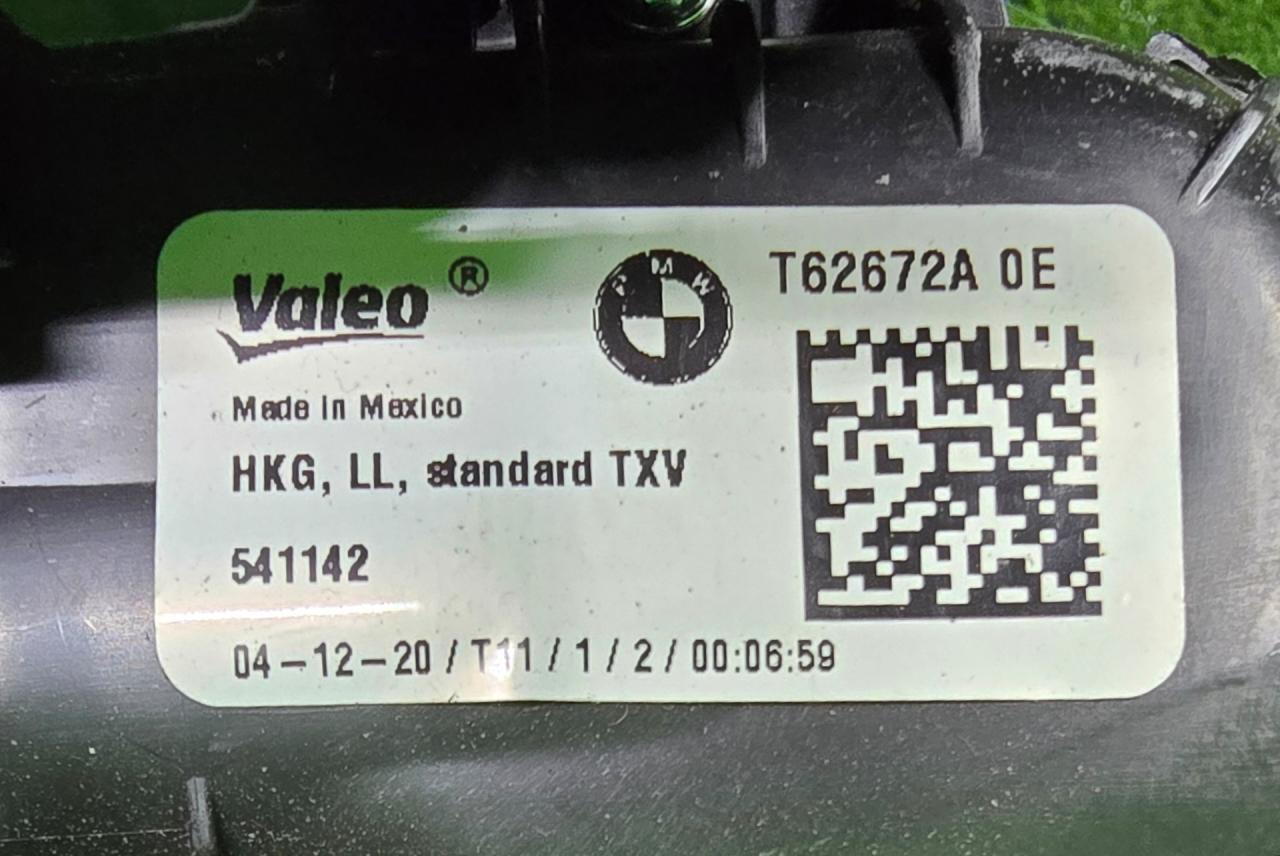 Valeo ®
BMW
T62672A 0E
Made in Mexico
HKG, LL, standard TXV
541142
04-12-20 / T11 / 1 / 2 / 00:06:59